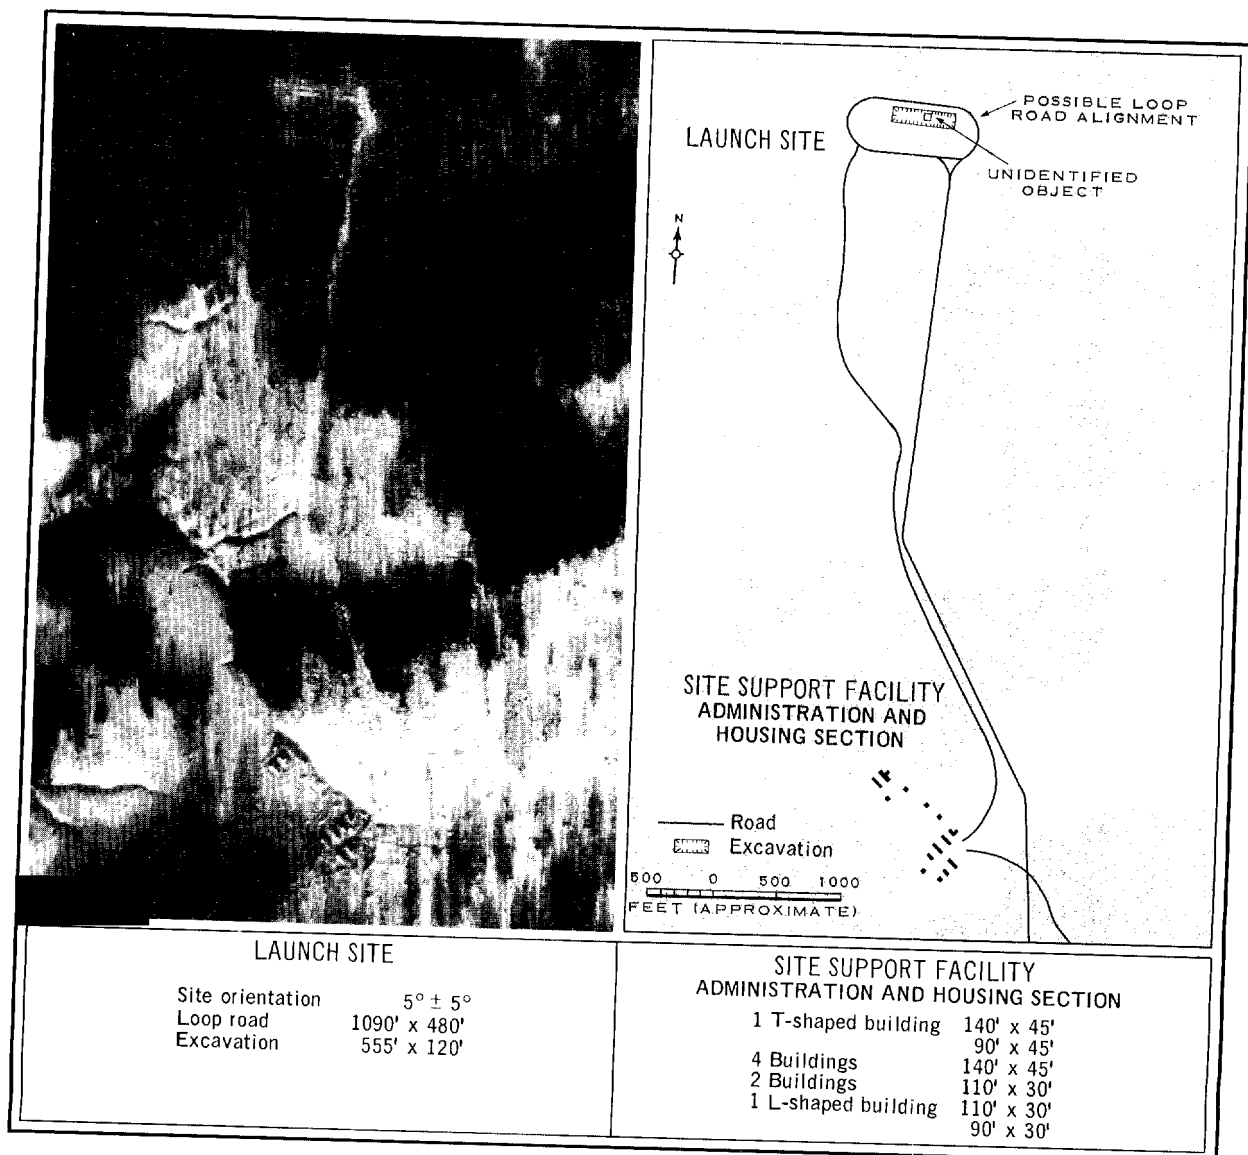 LAUNCH SITE
POSSIBLE LOOP
ROAD ALIGNMENT
UNIDENTIFIED
OBJECT
N
SITE SUPPORT FACILITY
ADMINISTRATION AND
HOUSING SECTION
Road
Excavation
500 0 500 1000
FEET (APPROXIMATE)
LAUNCH SITE
Site orientation 5° ± 5°
Loop road 1090' x 480'
Excavation 555' x 120'
SITE SUPPORT FACILITY
ADMINISTRATION AND HOUSING SECTION
1 T-shaped building 140' x 45'
90' x 45'
4 Buildings 140' x 45'
2 Buildings 110' x 30'
1 L-shaped building 110' x 30'
90' x 30'